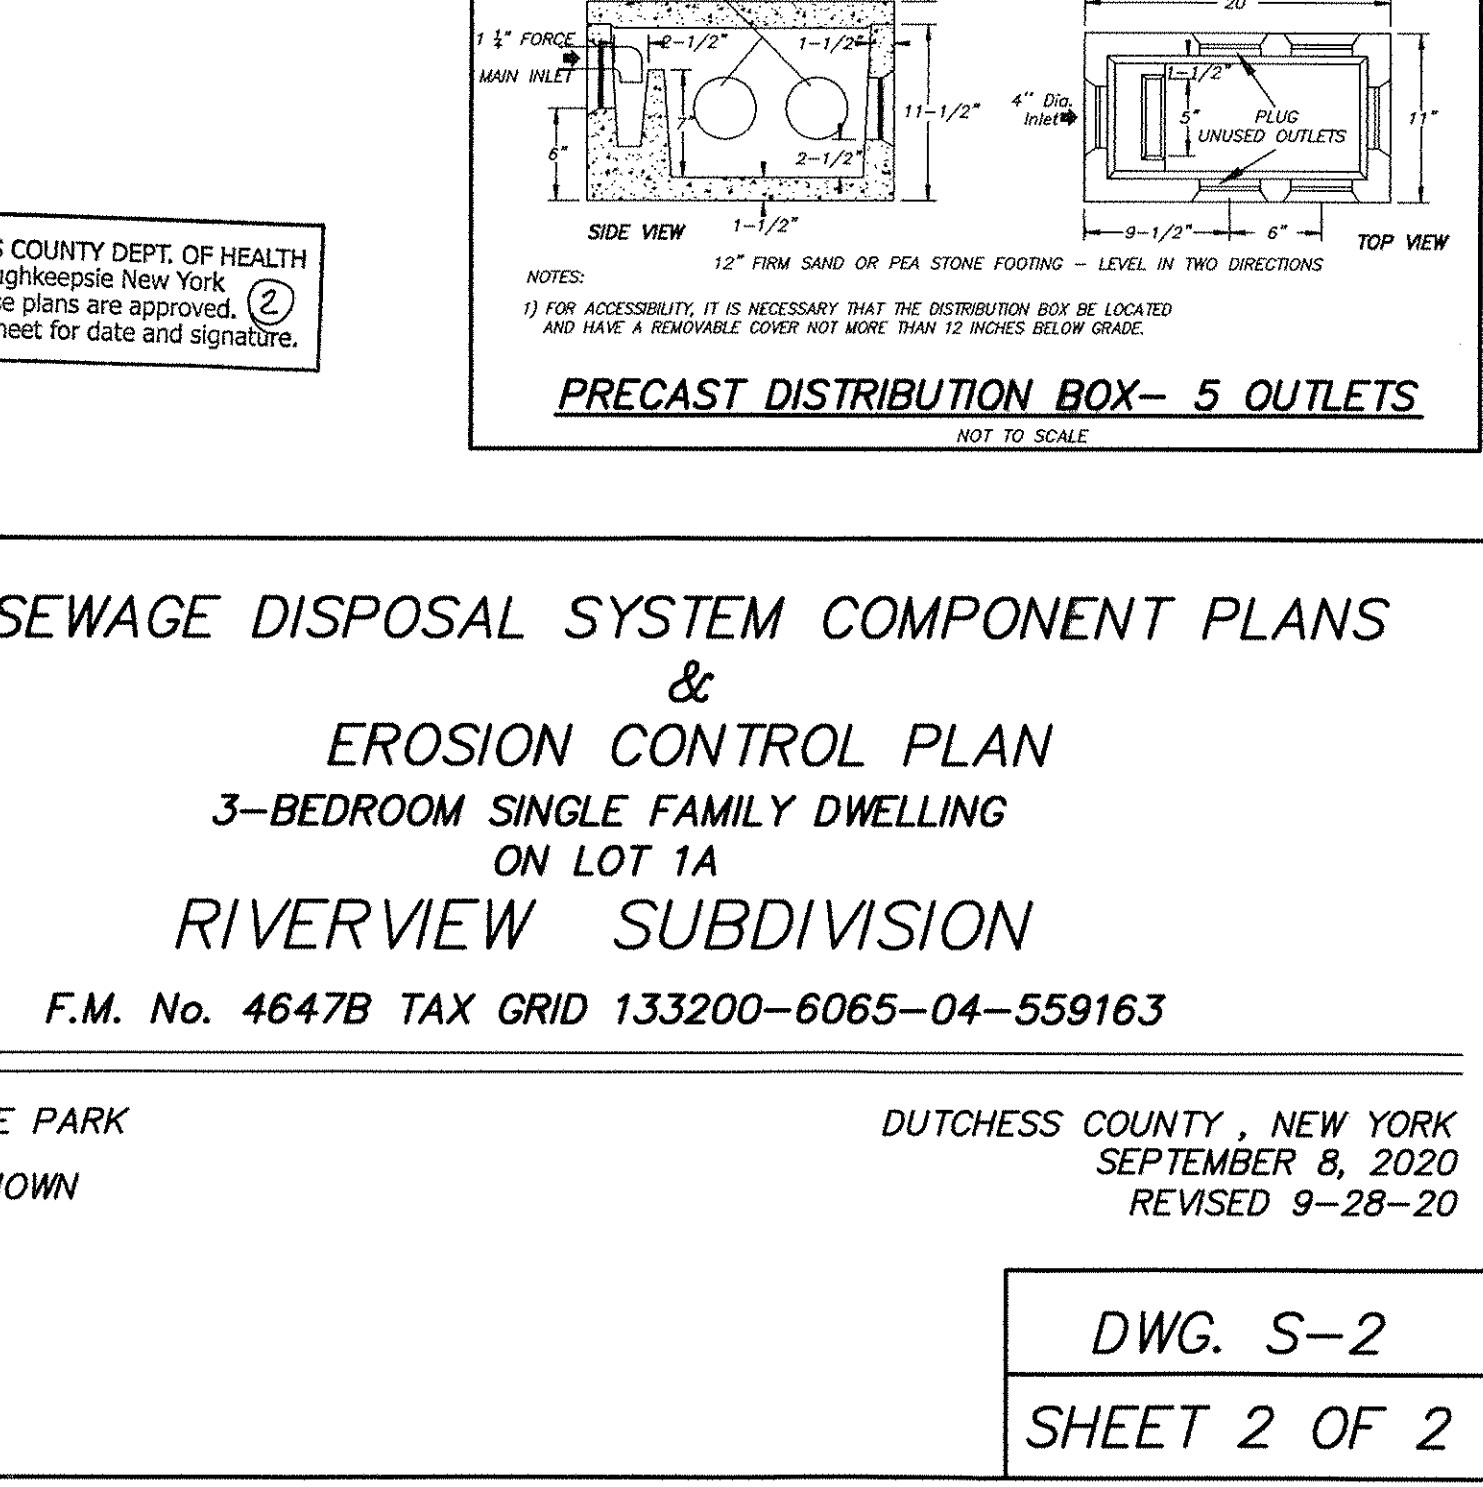 20
1 1/4" FORCE
MAIN INLET
2-1/2"
1-1/2"
7"
6"
11-1/2"
2-1/2"
1-1/2"
SIDE VIEW
4" Dia.
Inlet
1-1/2"
5"
PLUG
UNUSED OUTLETS
11"
9-1/2"
6"
TOP VIEW
12" FIRM SAND OR PEA STONE FOOTING - LEVEL IN TWO DIRECTIONS
NOTES:
1) FOR ACCESSIBILITY, IT IS NECESSARY THAT THE DISTRIBUTION BOX BE LOCATED
AND HAVE A REMOVABLE COVER NOT MORE THAN 12 INCHES BELOW GRADE.
PRECAST DISTRIBUTION BOX- 5 OUTLETS
NOT TO SCALE
S COUNTY DEPT. OF HEALTH
ughkeepsie New York
se plans are approved. 2
heet for date and signature.
SEWAGE DISPOSAL SYSTEM COMPONENT PLANS
&
EROSION CONTROL PLAN
3-BEDROOM SINGLE FAMILY DWELLING
ON LOT 1A
RIVERVIEW SUBDIVISION
F.M. No. 4647B TAX GRID 133200-6065-04-559163
E PARK
DUTCHESS COUNTY , NEW YORK
SEPTEMBER 8, 2020
HOWN
REVISED 9-28-20
DWG. S-2
SHEET 2 OF 2